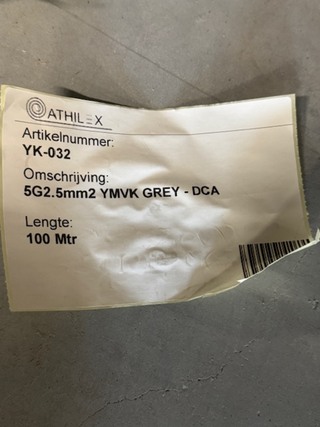 ATHILEX
Artikelnummer:
YK-032
Omschrijving:
5G2.5mm2 YMVK GREY - DCA
Lengte:
100 Mtr